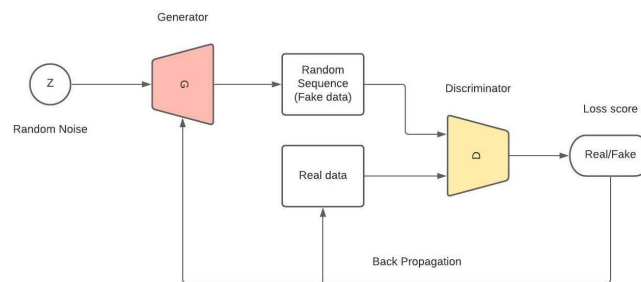 Generator
Z
G
Random
Sequence
(Fake data)
Discriminator
Loss score
Random Noise
D
Real/Fake
Real data
Back Propagation